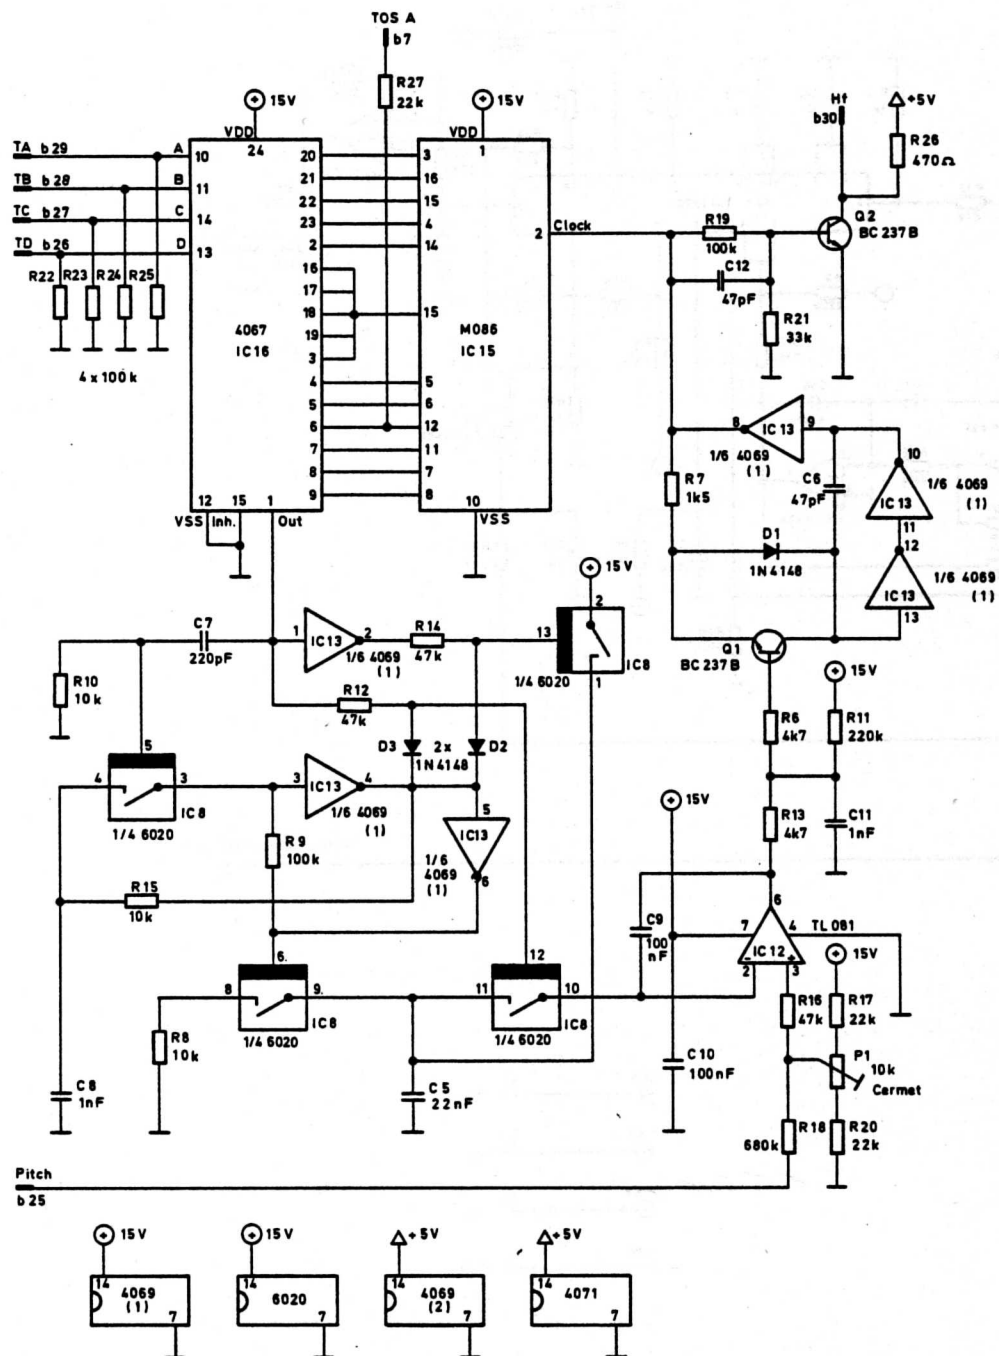 TOS A
b7
R27
22k
15V
VDD
24
15V
VDD
1
Hf
b30
+5V
R26
470Ω
TA b29
A
10
TB b28
B
11
TC b27
C
14
TD b26
D
13
R22
R23
R24
R25
4 x 100k
20
21
22
23
2
16
17
18
19
3
4
5
6
7
8
9
4067
IC16
3
16
15
4
14
15
5
6
12
11
7
8
M086
IC15
2
Clock
12
15
1
VSS
Inh.
Out
10
VSS
R19
100k
C12
47pF
R21
33k
Q2
BC 237 B
8
IC 13
9
1/6 4069
(1)
R7
1k5
C6
47pF
10
IC 13
11
1/6 4069
(1)
D1
1N4148
12
IC 13
13
1/6 4069
(1)
Q1
BC 237 B
15V
2
13
1
IC8
1/4 6020
C7
220pF
1
IC13
2
1/6 4069
(1)
R14
47k
R10
10k
R12
47k
D3
2x
1N4148
D2
5
4
3
IC8
1/4 6020
3
IC13
4
1/6 4069
(1)
R9
100k
5
IC13
6
1/6
4069
(1)
R15
10k
15V
R6
4k7
R11
220k
15V
R13
4k7
C11
1nF
6.
8
9.
IC8
1/4 6020
12
11
10
IC8
1/4 6020
C9
100
nF
6
7
4
IC12
-
+
2
3
TL081
15V
R16
47k
R17
22k
P1
10k
Cermet
R8
10k
C8
1nF
C5
22nF
C10
100nF
R18
680k
R20
22k
Pitch
b25
15V
14
4069
(1)
7
15V
14
6020
7
+5V
14
4069
(2)
7
+5V
14
4071
7